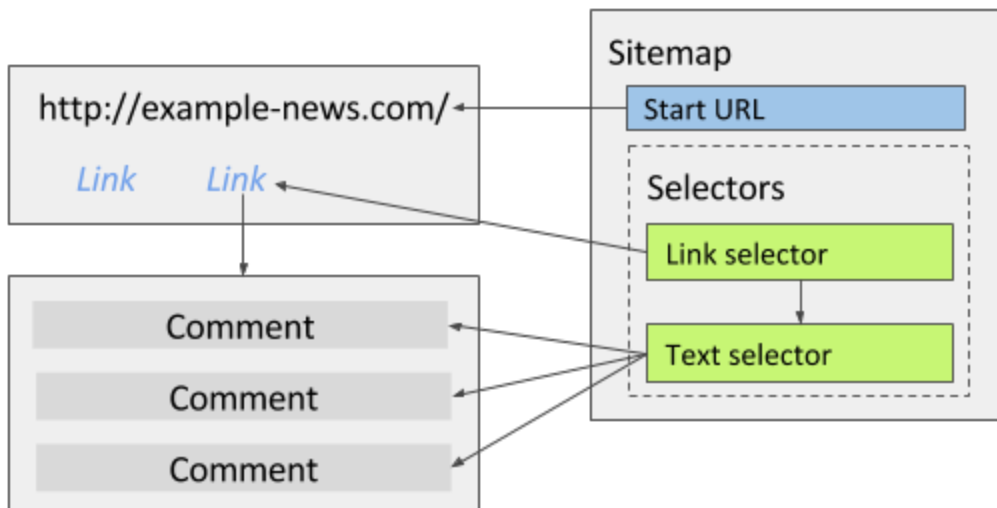 http://example-news.com/
Link Link
Comment
Comment
Comment
Sitemap
Start URL
Selectors
Link selector
Text selector